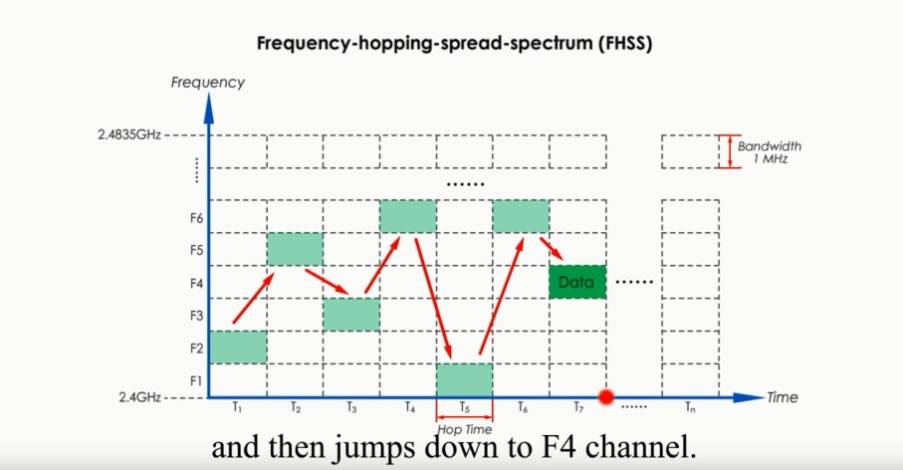 Frequency-hopping-spread-spectrum (FHSS)
Frequency
2.4835GHz
Bandwidth
1 MHz
......
F6
F5
F4
Data
......
F3
F2
F1
2.4GHz
Time
T₁ T₂ T₃ T₄ T₅ T₆ T₇ ...... Tₙ
Hop Time
and then jumps down to F4 channel.